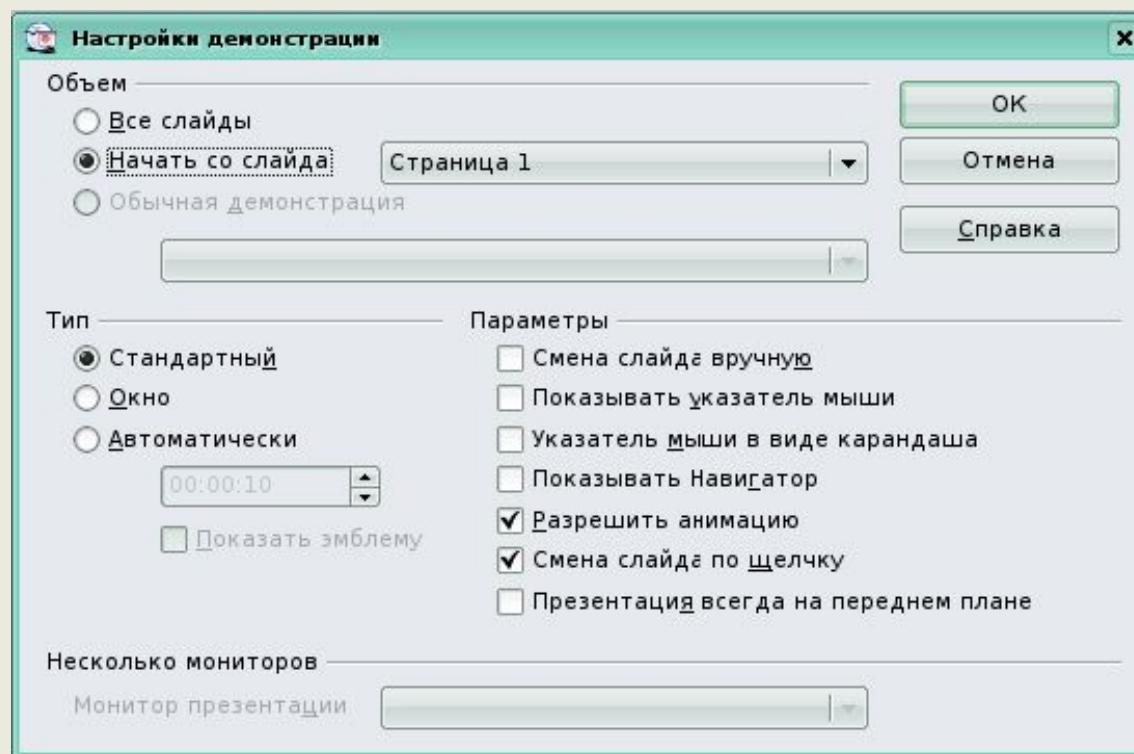 Настройки демонстрации
Объем
Все слайды
Начать со слайда Страница 1
Обычная демонстрация
OK
Отмена
Справка
Тип
Стандартный
Окно
Автоматически
00:00:10
Показать эмблему
Параметры
Смена слайда вручную
Показывать указатель мыши
Указатель мыши в виде карандаша
Показывать Навигатор
Разрешить анимацию
Смена слайда по щелчку
Презентация всегда на переднем плане
Несколько мониторов
Монитор презентации